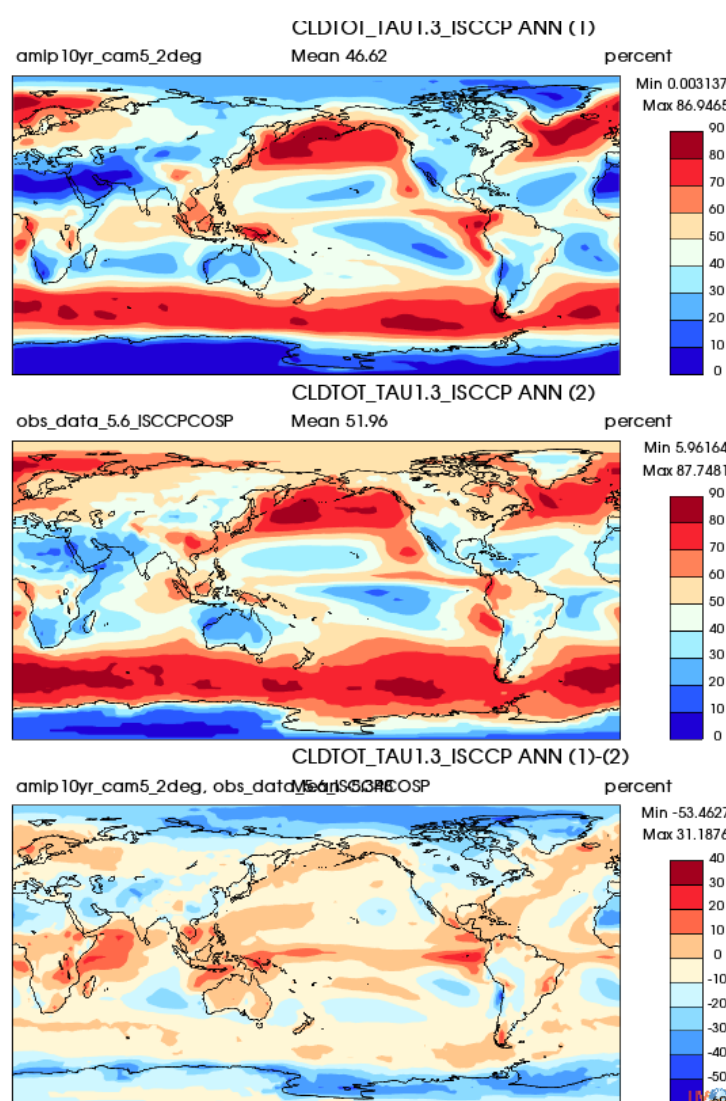 CLDTOT_TAU1.3_ISCCP ANN (1)
amip10yr_cam5_2deg Mean 46.62 percent
Min 0.003137
Max 86.9465
90
80
70
60
50
40
30
20
10
0
CLDTOT_TAU1.3_ISCCP ANN (2)
obs_data_5.6_ISCCPCOSP Mean 51.96 percent
Min 5.96164
Max 87.7481
90
80
70
60
50
40
30
20
10
0
CLDTOT_TAU1.3_ISCCP ANN (1)-(2)
amip10yr_cam5_2deg, percent
Min -53.4627
Max 31.1876
40
30
20
10
0
-10
-20
-30
-40
-50